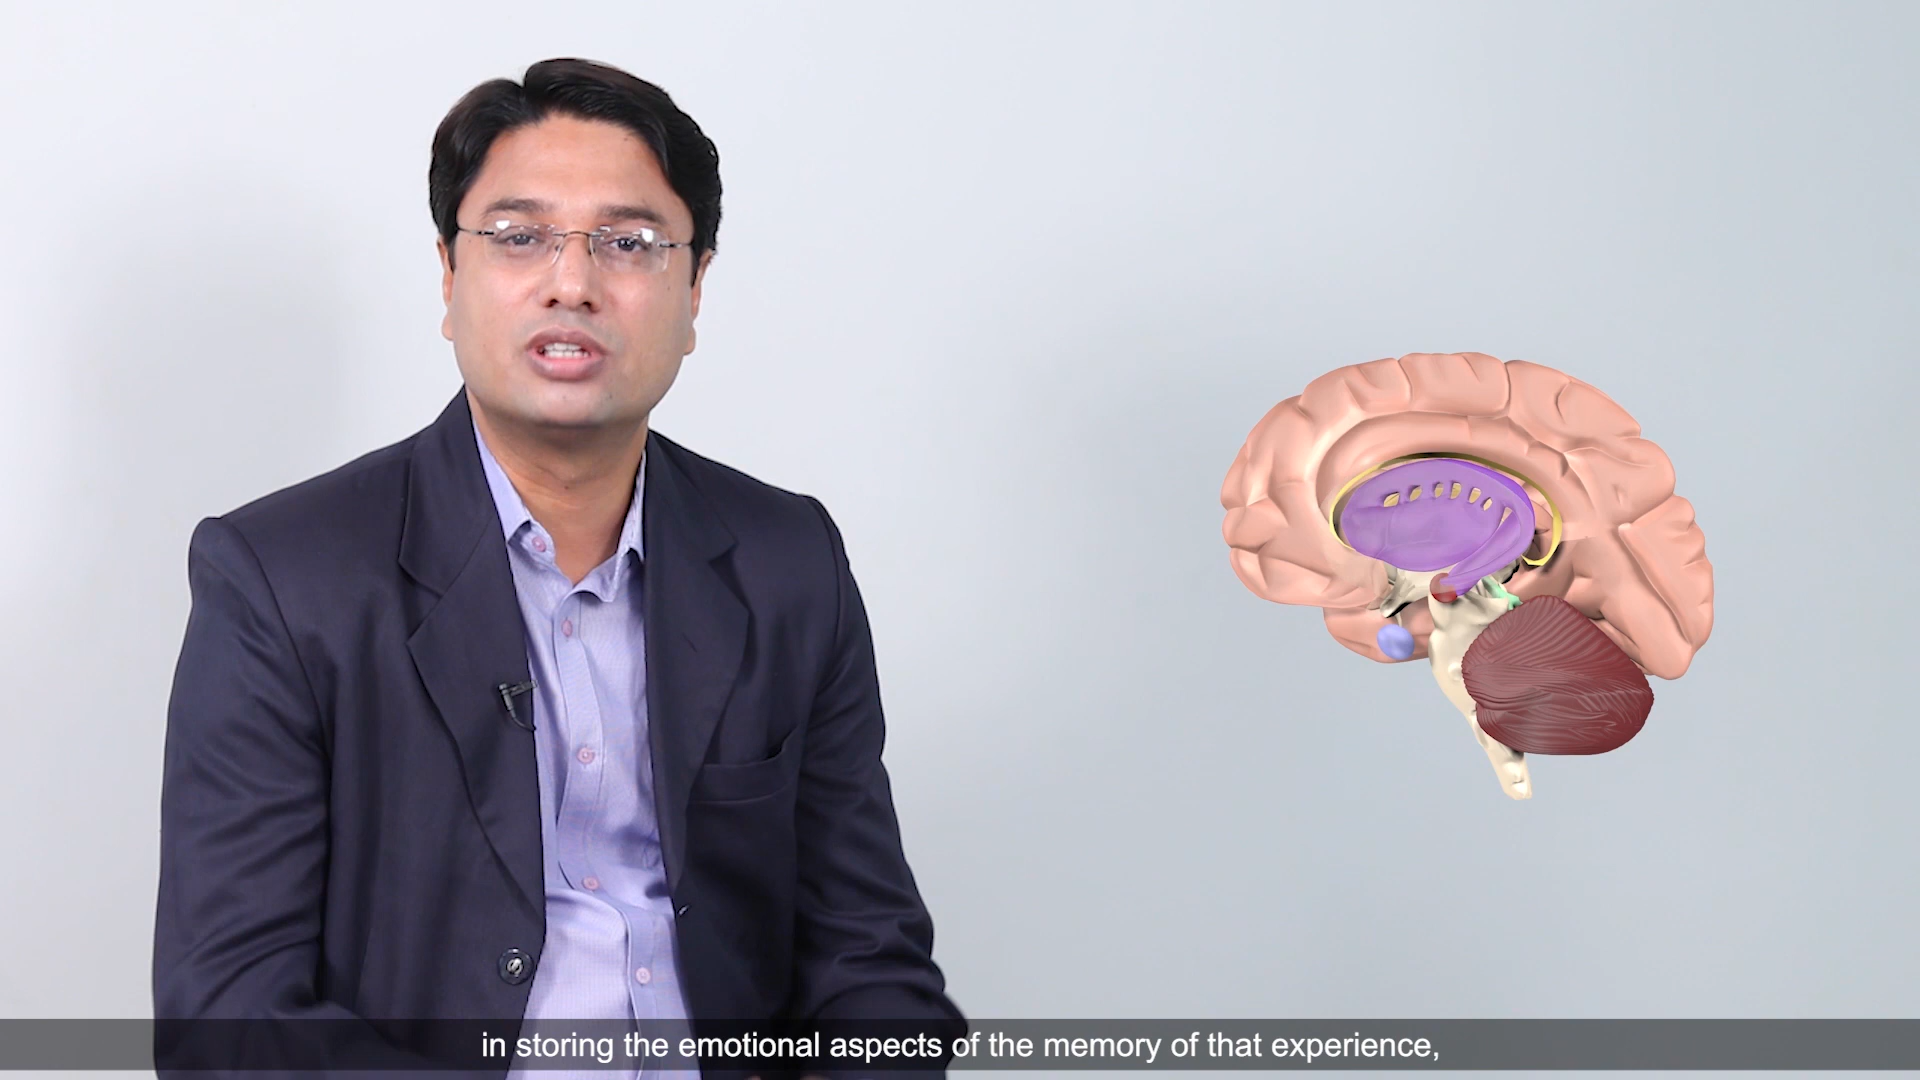 in storing the emotional aspects of the memory of that experience,